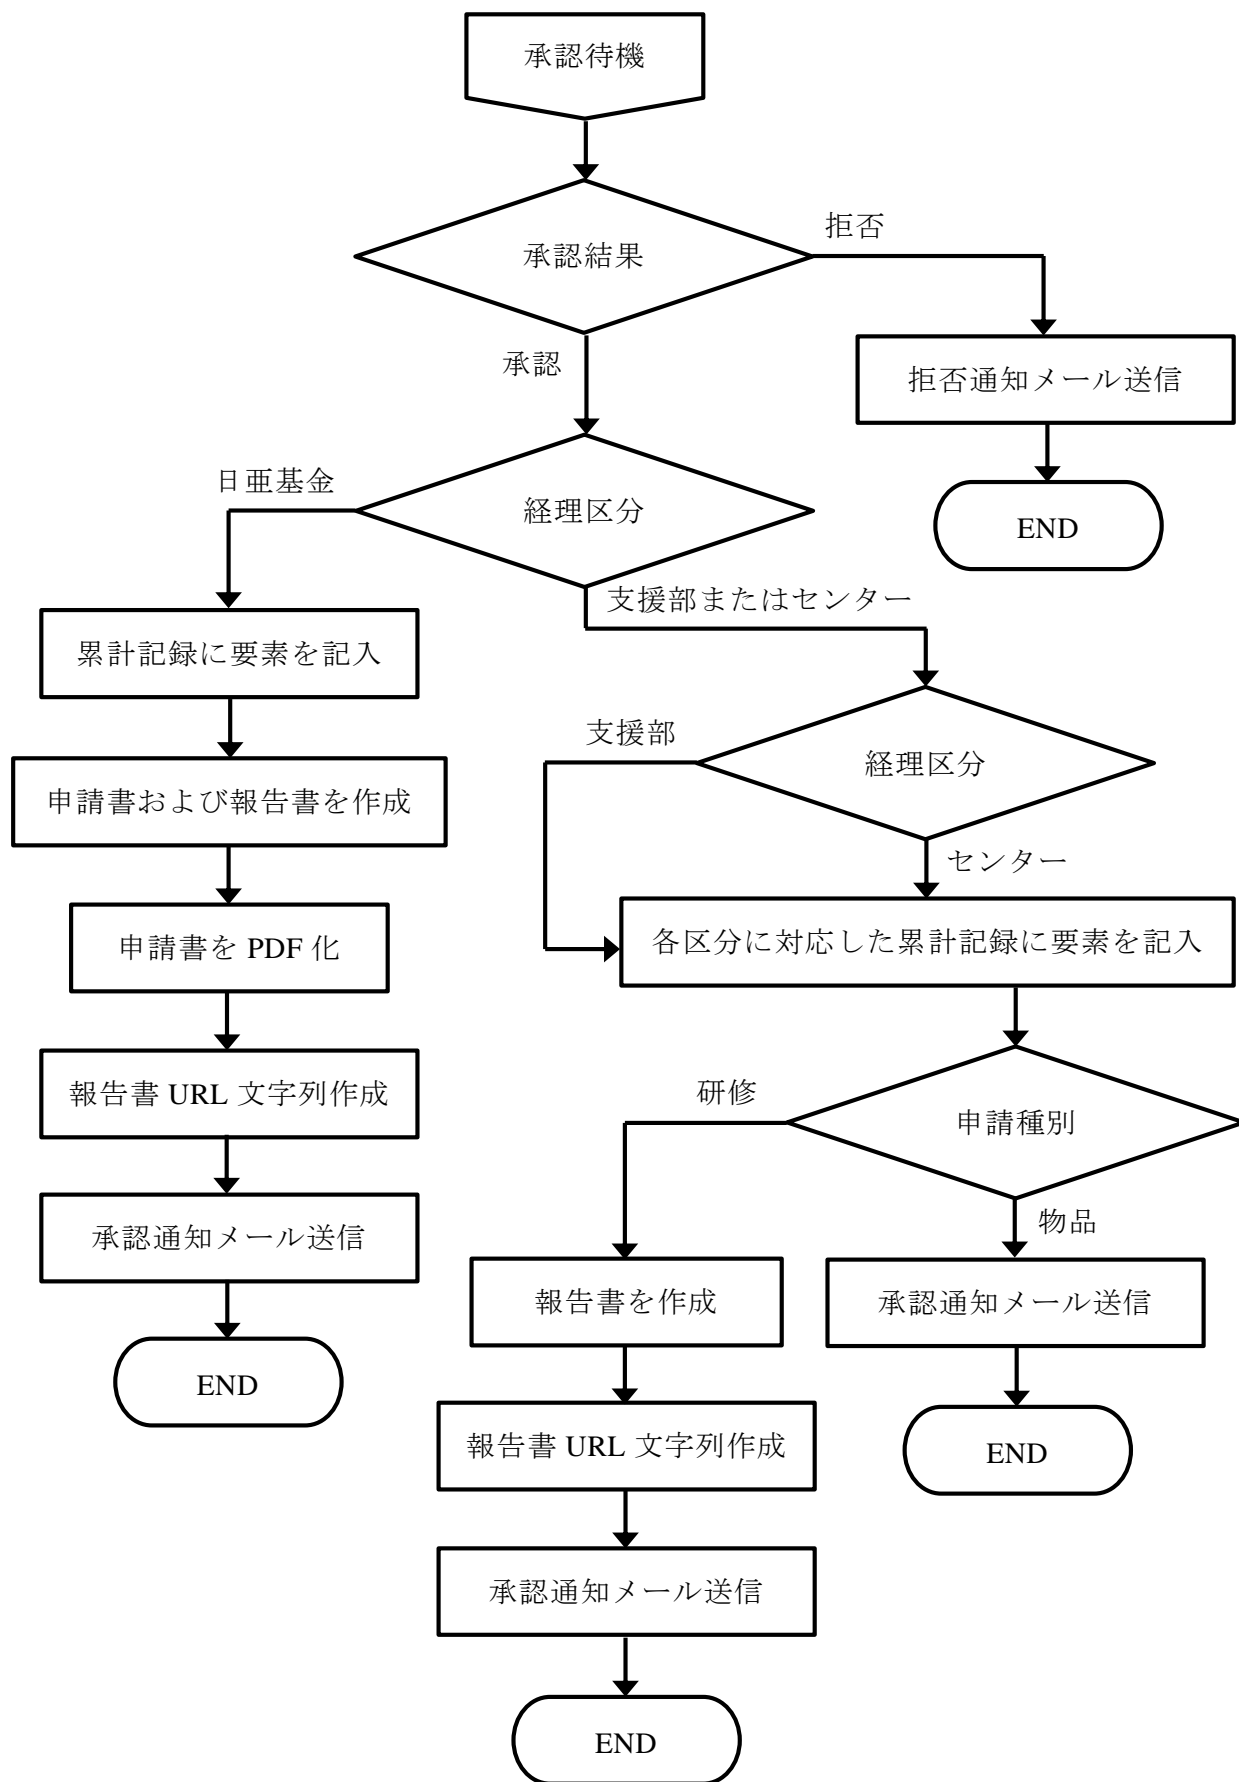 承認待機
承認結果
拒否
承認
拒否通知メール送信
END
経理区分
日亜基金
支援部またはセンター
累計記録に要素を記入
申請書および報告書を作成
申請書を PDF 化
報告書 URL 文字列作成
承認通知メール送信
END
経理区分
支援部
センター
各区分に対応した累計記録に要素を記入
申請種別
研修
物品
報告書を作成
報告書 URL 文字列作成
承認通知メール送信
END
承認通知メール送信
END